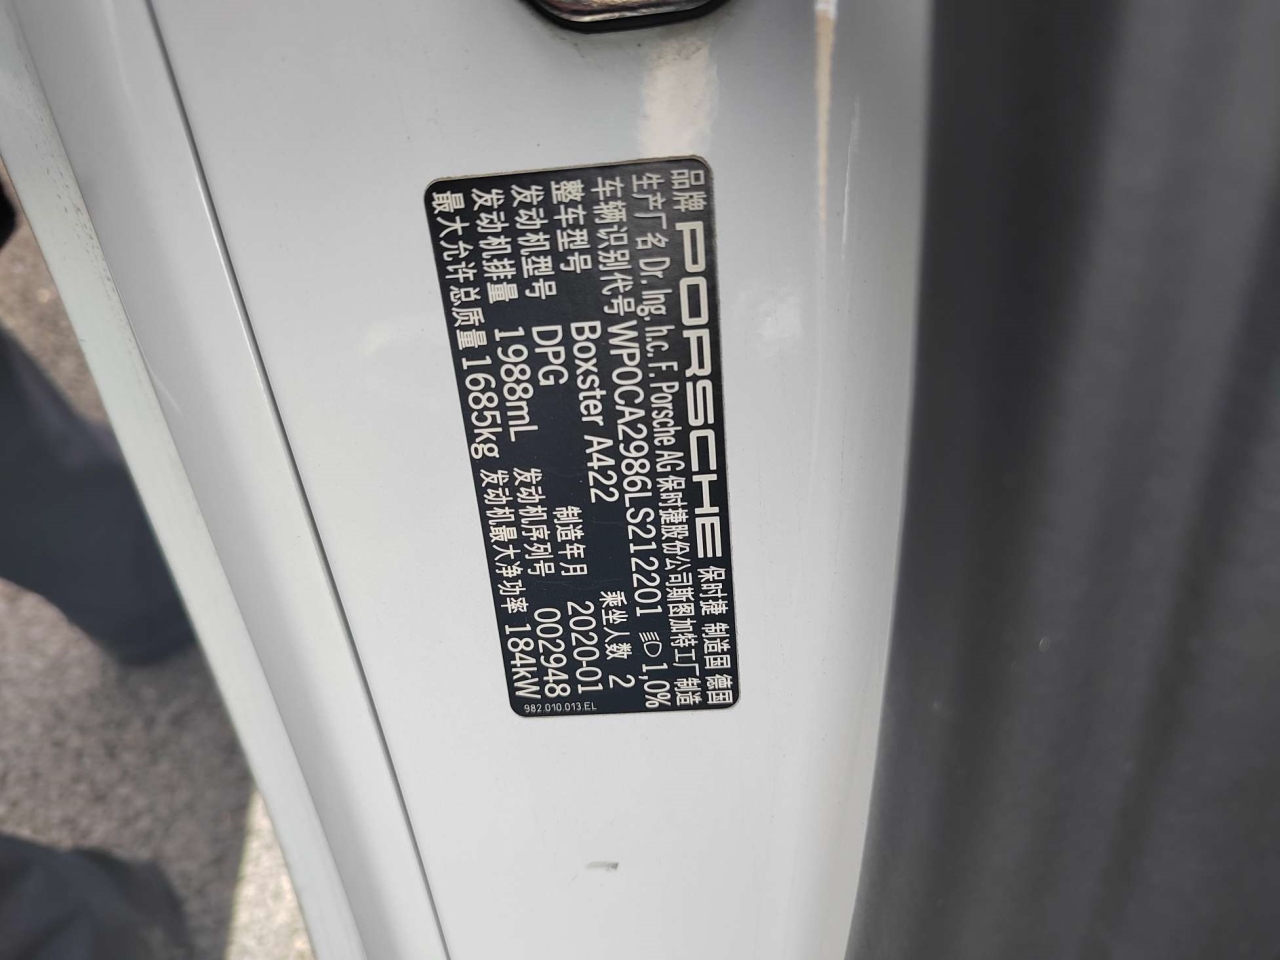 品牌 PORSCHE 保时捷 制造国 德国
生产厂名 Dr. Ing. h.c. F. Porsche AG 保时捷股份公司斯图加特工厂制造
车辆识别代号 WP0CA2986LS212201 1,0%
整车型号 Boxster A422 乘坐人数 2
发动机型号 DPG 制造年月 2020-01
发动机排量 1988mL 发动机序列号 002948
最大允许总质量 1685kg 发动机最大净功率 184kW
982.010.013.EL